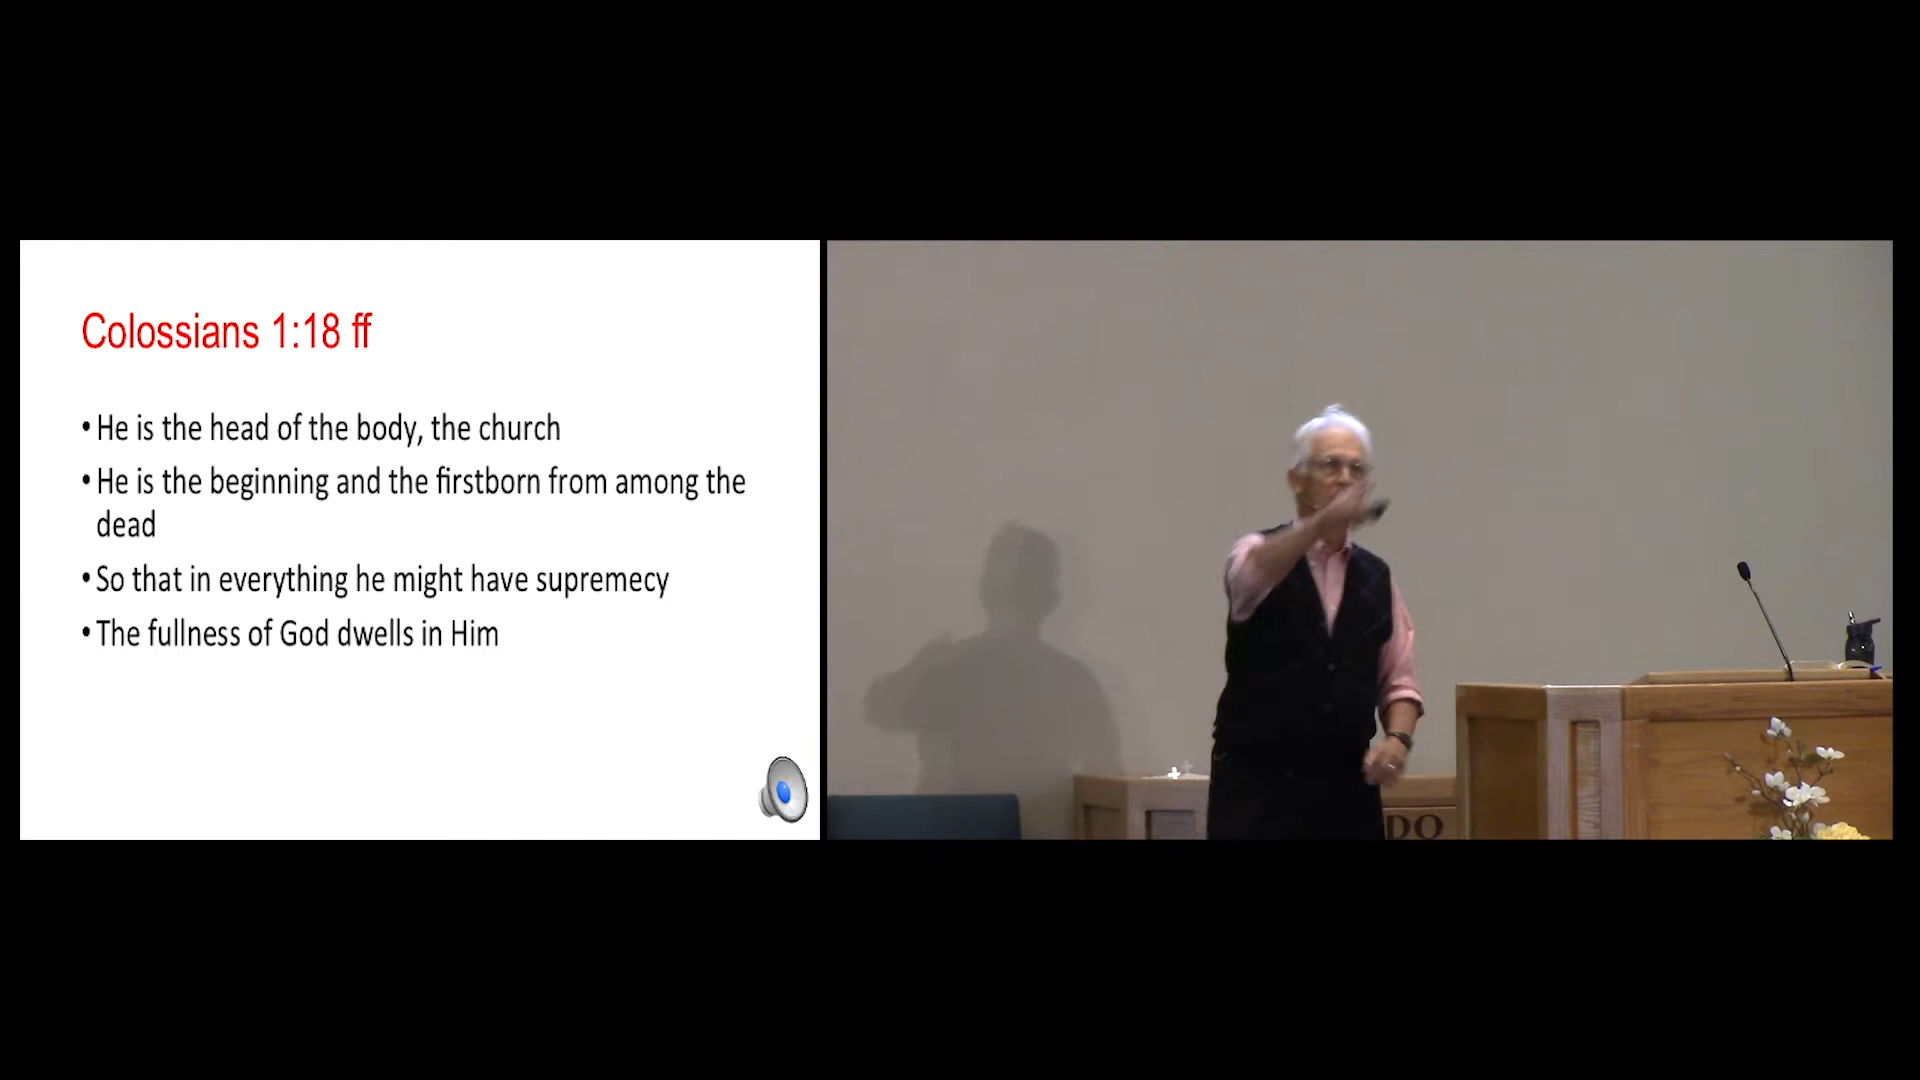 Colossians 1:18 ff
•He is the head of the body, the church
•He is the beginning and the firstborn from among the
dead
•So that in everything he might have supremecy
•The fullness of God dwells in Him
DO